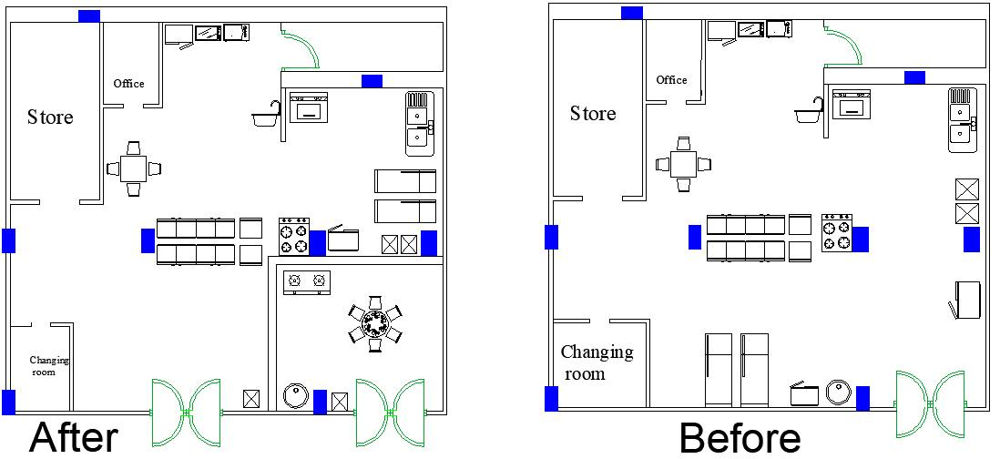 Office
Store
Changing
room
After
Office
Store
Changing
room
Before